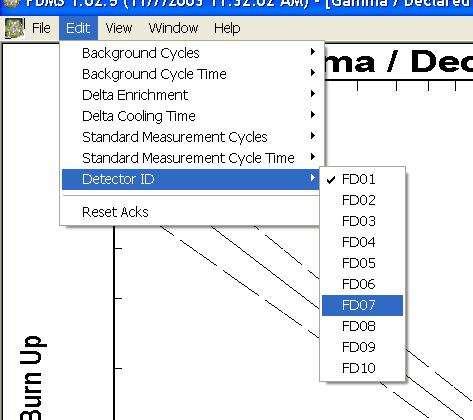 FDMS 1.02.5 (11/7/2003 11:32:02 AM) - [Gamma / Declared
File Edit View Window Help
Background Cycles
Background Cycle Time
Delta Enrichment
Delta Cooling Time
Standard Measurement Cycles
Standard Measurement Cycle Time
Detector ID
Reset Acks
ma / Dec
FD01
FD02
FD03
FD04
FD05
FD06
FD07
FD08
FD09
FD10
Burn Up